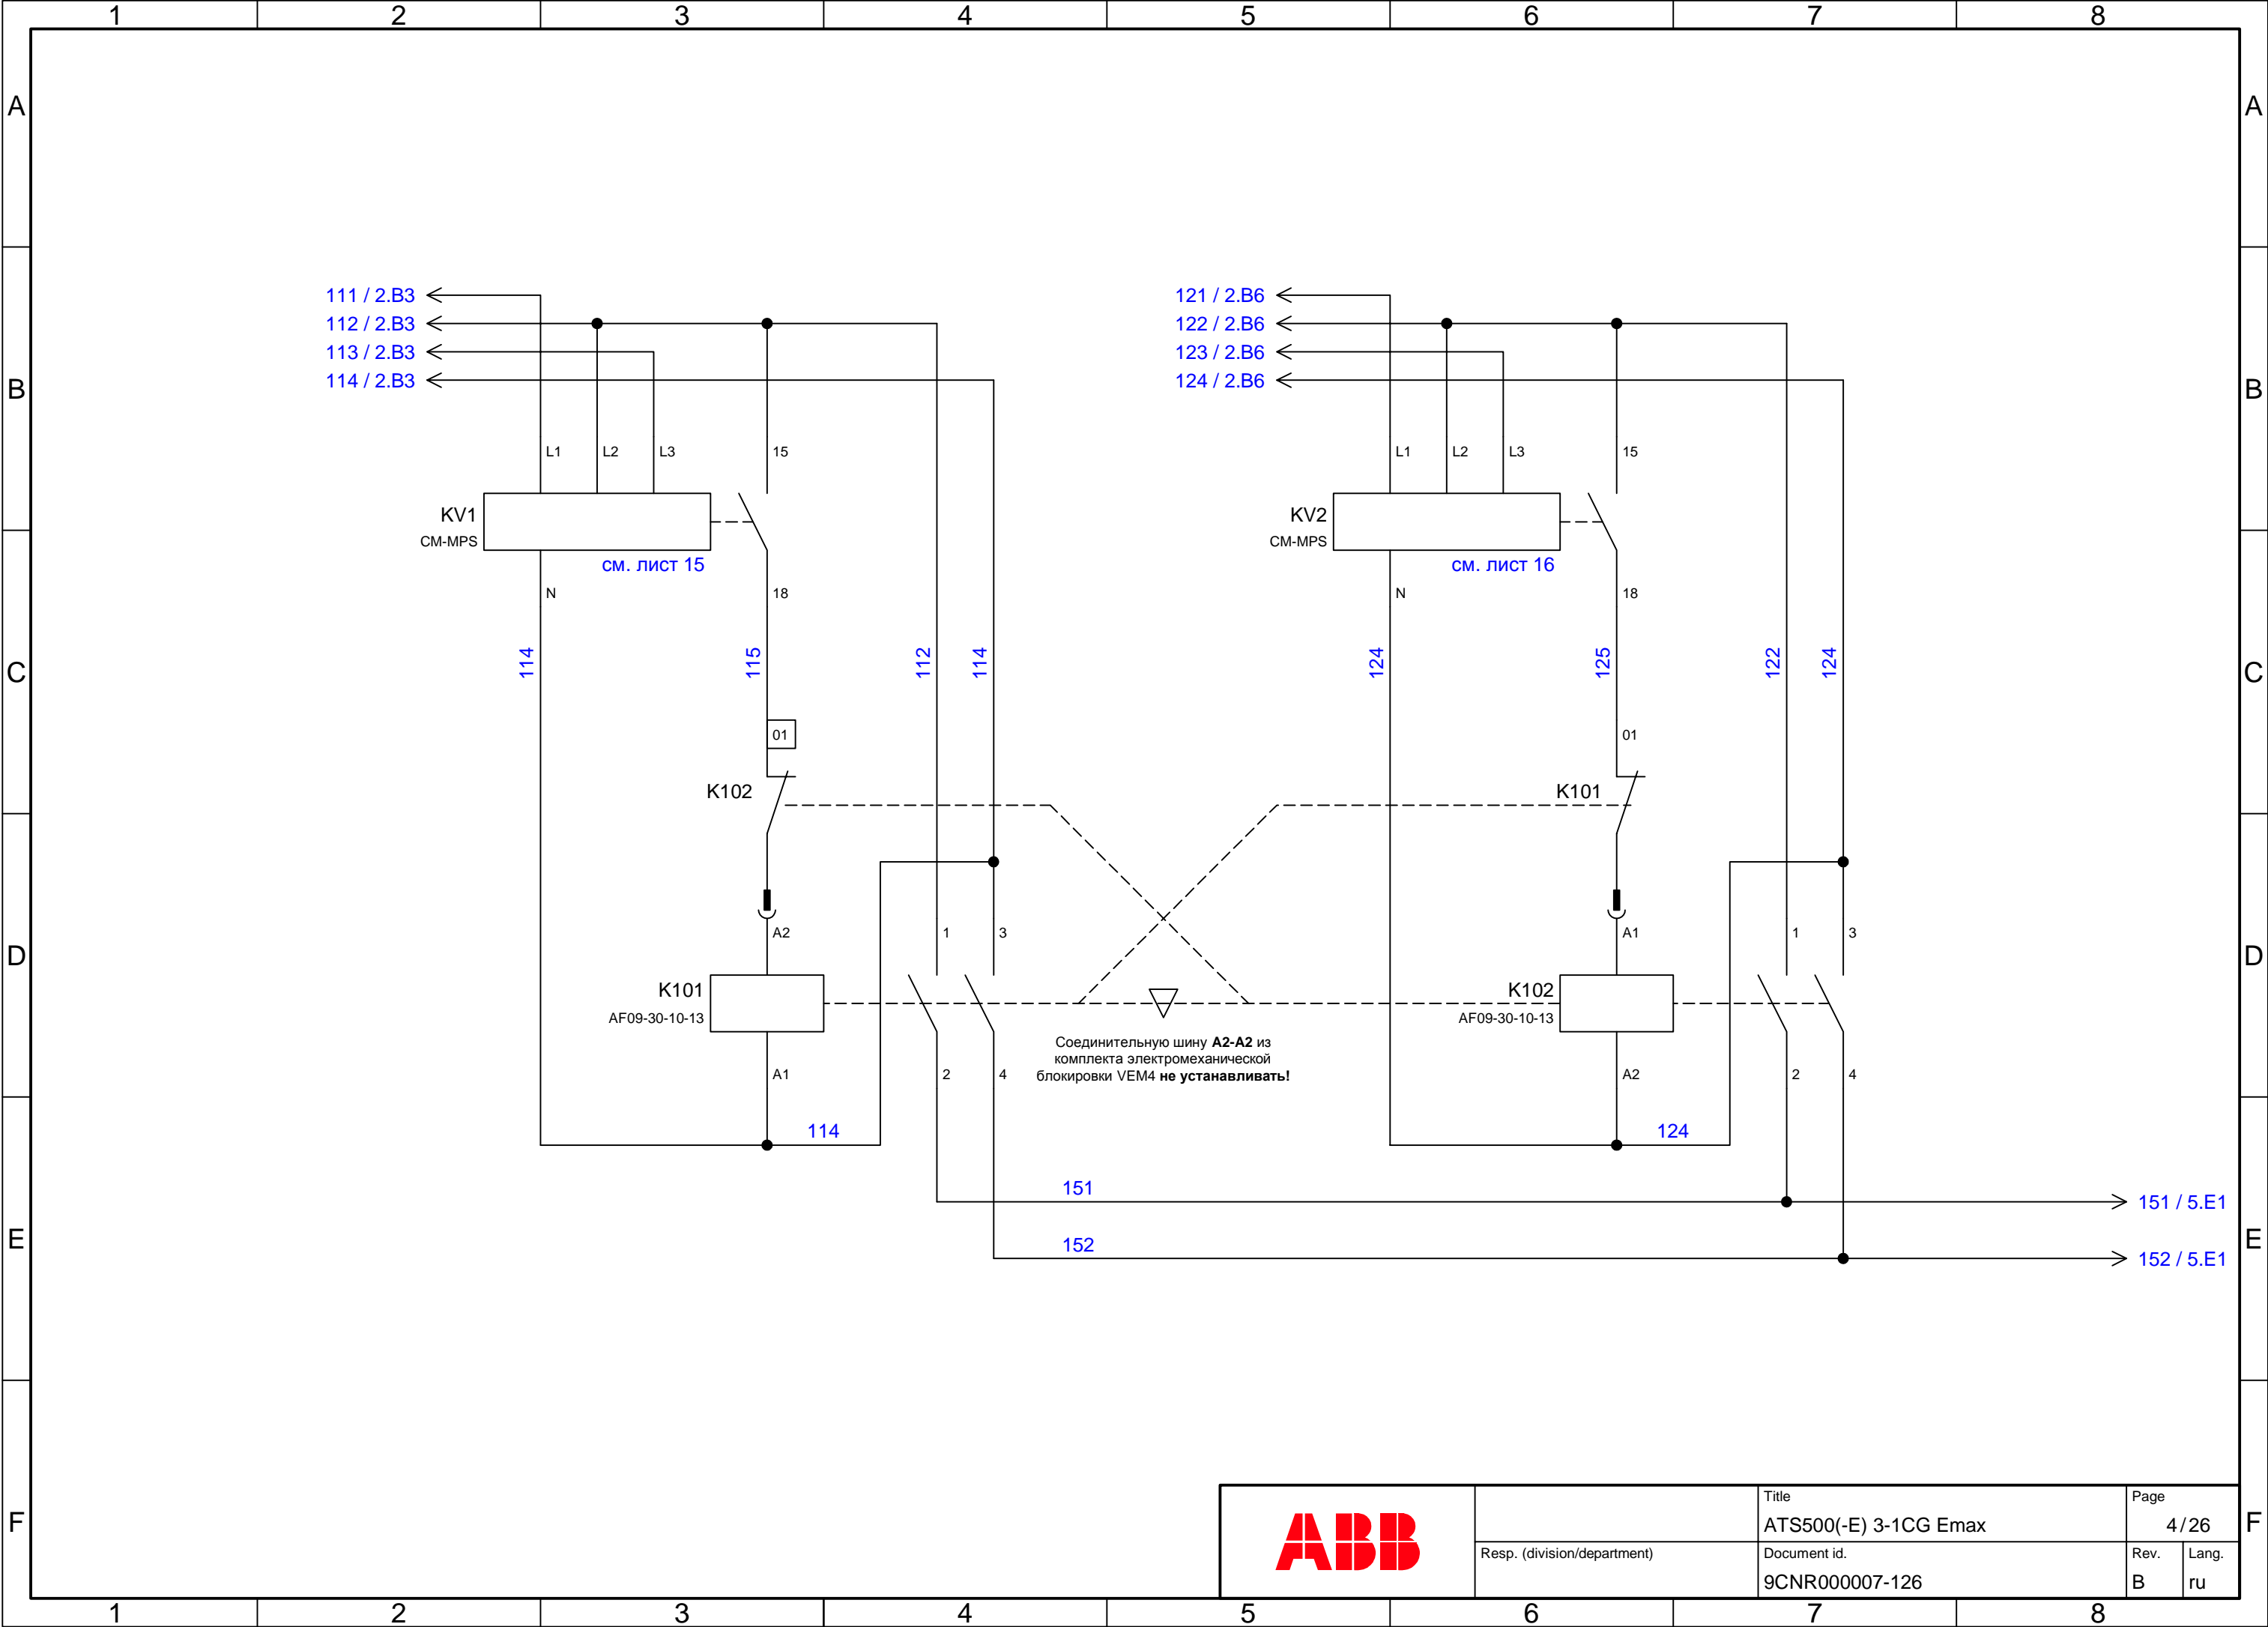 1 2 3 4 5 6 7 8
A A
111 / 2.B3 121 / 2.B6
112 / 2.B3 122 / 2.B6
113 / 2.B3 123 / 2.B6
114 / 2.B3 124 / 2.B6
B B
L1 L2 L3 15 L1 L2 L3 15
KV1 KV2
CM-MPS CM-MPS
см. лист 15 см. лист 16
N 18 N 18
114 115 112 114 124 125 122 124
C C
01 01
K102 K101
A2 1 3 A1 1 3
D D
K101 K102
AF09-30-10-13 AF09-30-10-13
Соединительную шину A2-A2 из
комплекта электромеханической
блокировки VEM4 не устанавливать!
A1 2 4 A2 2 4
114 124
151 151 / 5.E1
E E
152 152 / 5.E1
F F
ABB
Title
ATS500(-E) 3-1CG Emax
Page
4/26
Resp. (division/department)
Document id.
9CNR000007-126
Rev.
B
Lang.
ru
1 2 3 4 5 6 7 8